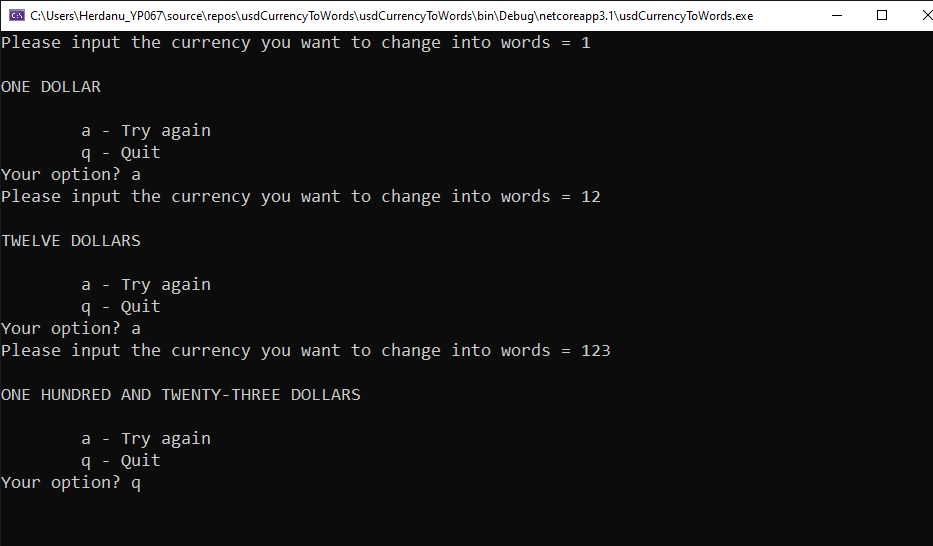 C:\Users\Herdanu_YP067\source\repos\usdCurrencyToWords\usdCurrencyToWords\bin\Debug\netcoreapp3.1\usdCurrencyToWords.exe
Please input the currency you want to change into words = 1
ONE DOLLAR
a - Try again
q - Quit
Your option? a
Please input the currency you want to change into words = 12
TWELVE DOLLARS
a - Try again
q - Quit
Your option? a
Please input the currency you want to change into words = 123
ONE HUNDRED AND TWENTY-THREE DOLLARS
a - Try again
q - Quit
Your option? q